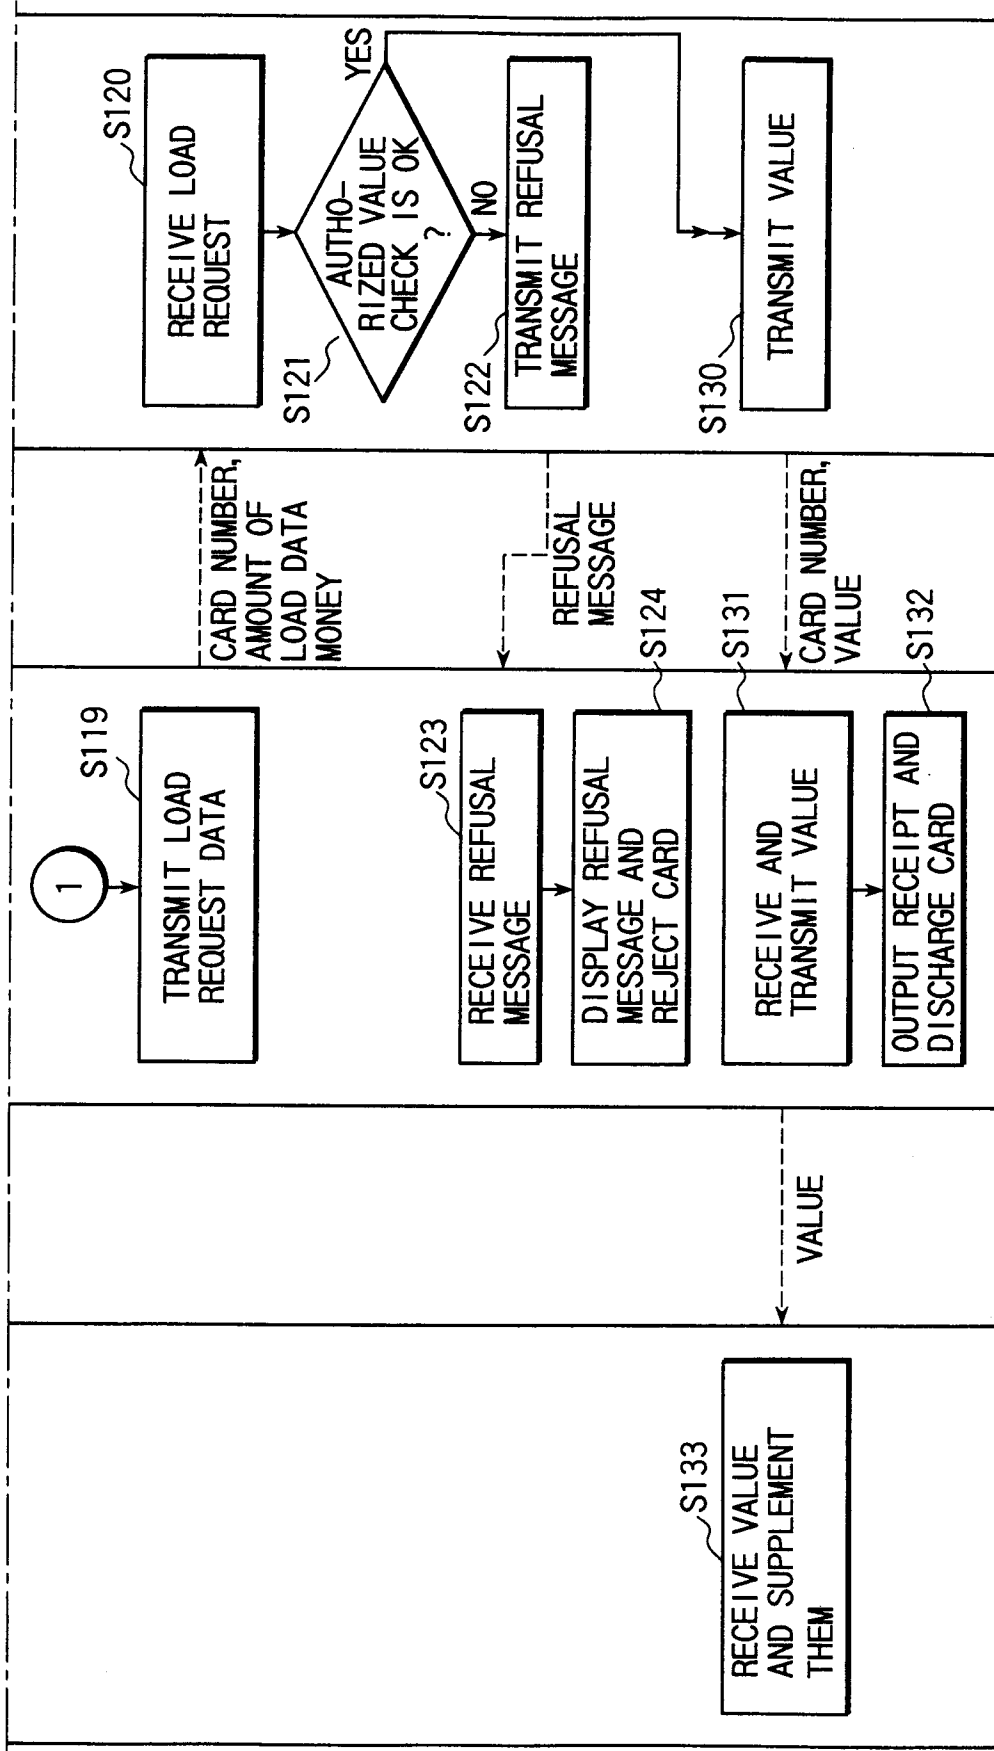 1
S119
TRANSMIT LOAD
REQUEST DATA
CARD NUMBER,
AMOUNT OF
LOAD DATA
MONEY
S120
RECEIVE LOAD
REQUEST
S121
AUTHO-
RIZED VALUE
CHECK IS OK
?
YES
NO
S122
TRANSMIT REFUSAL
MESSAGE
REFUSAL
MESSAGE
S123
RECEIVE REFUSAL
MESSAGE
S124
DISPLAY REFUSAL
MESSAGE AND
REJECT CARD
S130
TRANSMIT VALUE
CARD NUMBER,
VALUE
S131
RECEIVE AND
TRANSMIT VALUE
S132
OUTPUT RECEIPT AND
DISCHARGE CARD
VALUE
S133
RECEIVE VALUE
AND SUPPLEMENT
THEM